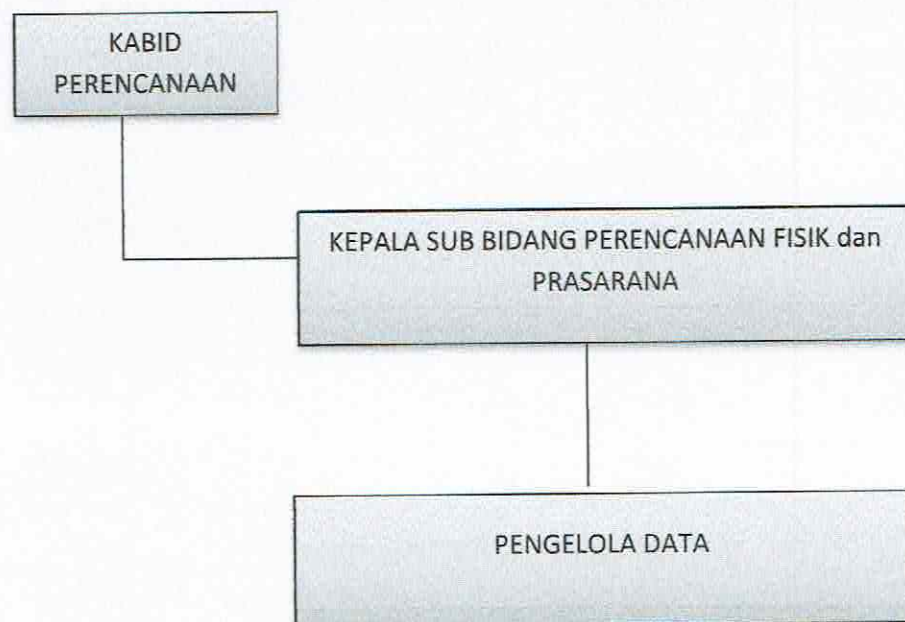 KABID
PERENCANAAN
KEPALA SUB BIDANG PERENCANAAN FISIK dan
PRASARANA
PENGELOLA DATA